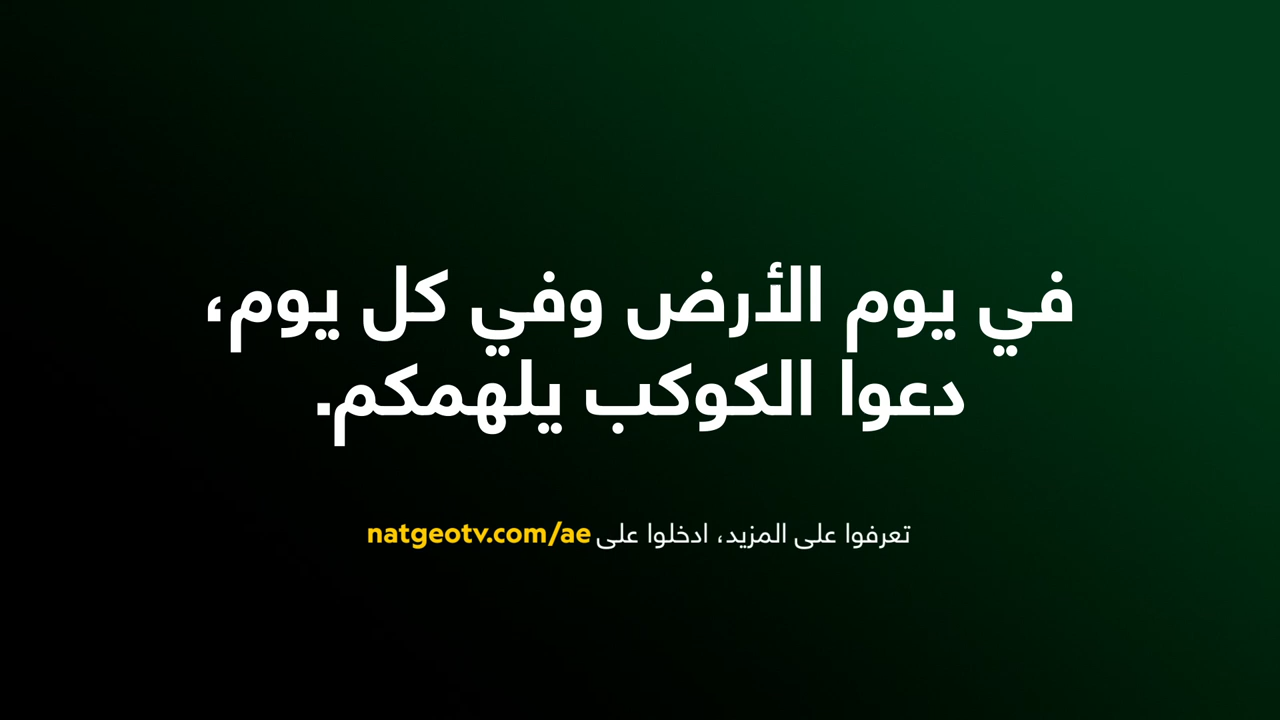 في يوم الأرض وفي كل يوم،
دعوا الكوكب يلهمكم.
تعرفوا على المزيد، ادخلوا على natgeotv.com/ae